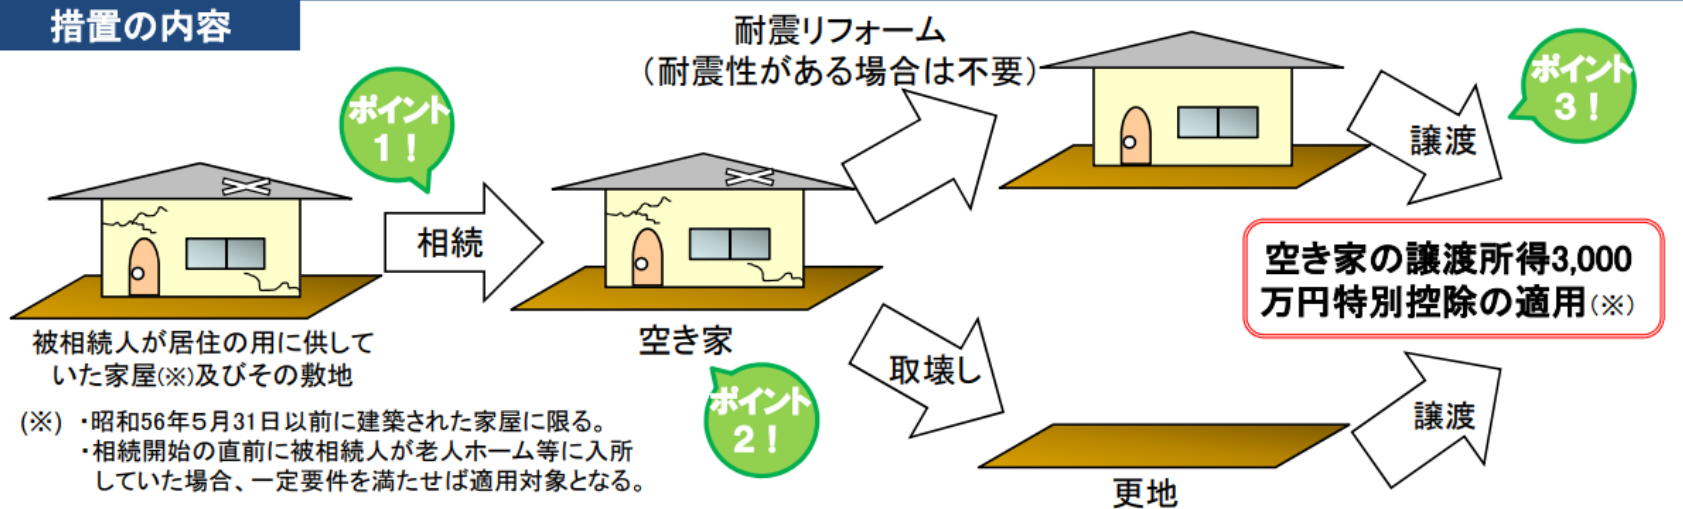 措置の内容
耐震リフォーム
（耐震性がある場合は不要）
ポイント
1！
相続
ポイント
3！
譲渡
空き家の譲渡所得3,000
万円特別控除の適用(※)
被相続人が居住の用に供して
いた家屋(※)及びその敷地
空き家
ポイント
2！
取壊し
譲渡
更地
(※) ・昭和56年５月31日以前に建築された家屋に限る。
・相続開始の直前に被相続人が老人ホーム等に入所
していた場合、一定要件を満たせば適用対象となる。